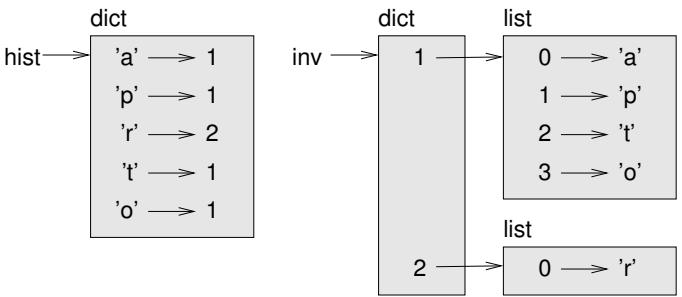 dict
hist
'a' 1
'p' 1
'r' 2
't' 1
'o' 1
dict
inv
1
2
list
0 'a'
1 'p'
2 't'
3 'o'
list
0 'r'